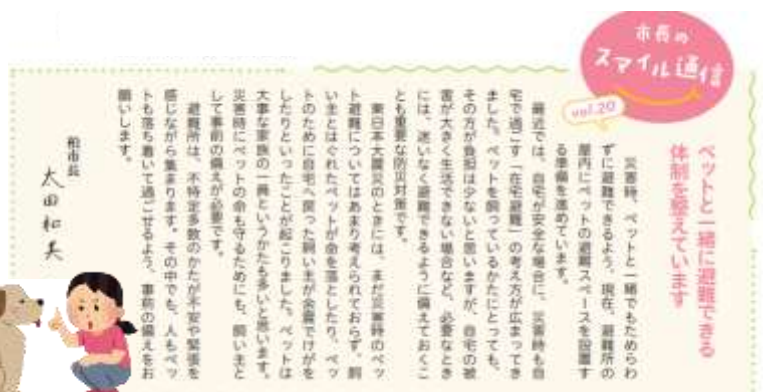 市長の
スマイル通信
vol.20
ペットと一緒に避難できる
体制を整えています
災害時、ペットと一緒でもためらわ
ずに避難できるよう、現在、避難所の
屋内にペットの避難スペースを設置す
る準備を進めています。
最近では、自宅が安全な場合に、災害時も自
宅で過ごす「在宅避難」の考え方が広まってき
ました。ペットを飼っているかたにとっても、
その方が負担は少ないと思いますが、自宅の被
害が大きく生活できない場合など、必要なとき
には、迷いなく避難できるように備えておくこ
とも重要な防災対策です。
東日本大震災のときには、まだ災害時のペッ
ト避難についてはあまり考えられておらず、飼
い主とはぐれたペットが命を落としたり、ペッ
トのために自宅へ戻った飼い主が余震でけがを
したりといったことが起こりました。ペットは
大事な家族の一員というかたも多いと思います。
災害時にペットの命も守るためにも、飼い主と
して事前の備えが必要です。
避難所は、不特定多数のかたが不安や緊張を
感じながら集まります。その中でも、人もペッ
トも落ち着いて過ごせるよう、事前の備えをお
願いします。
柏市長
太田和美